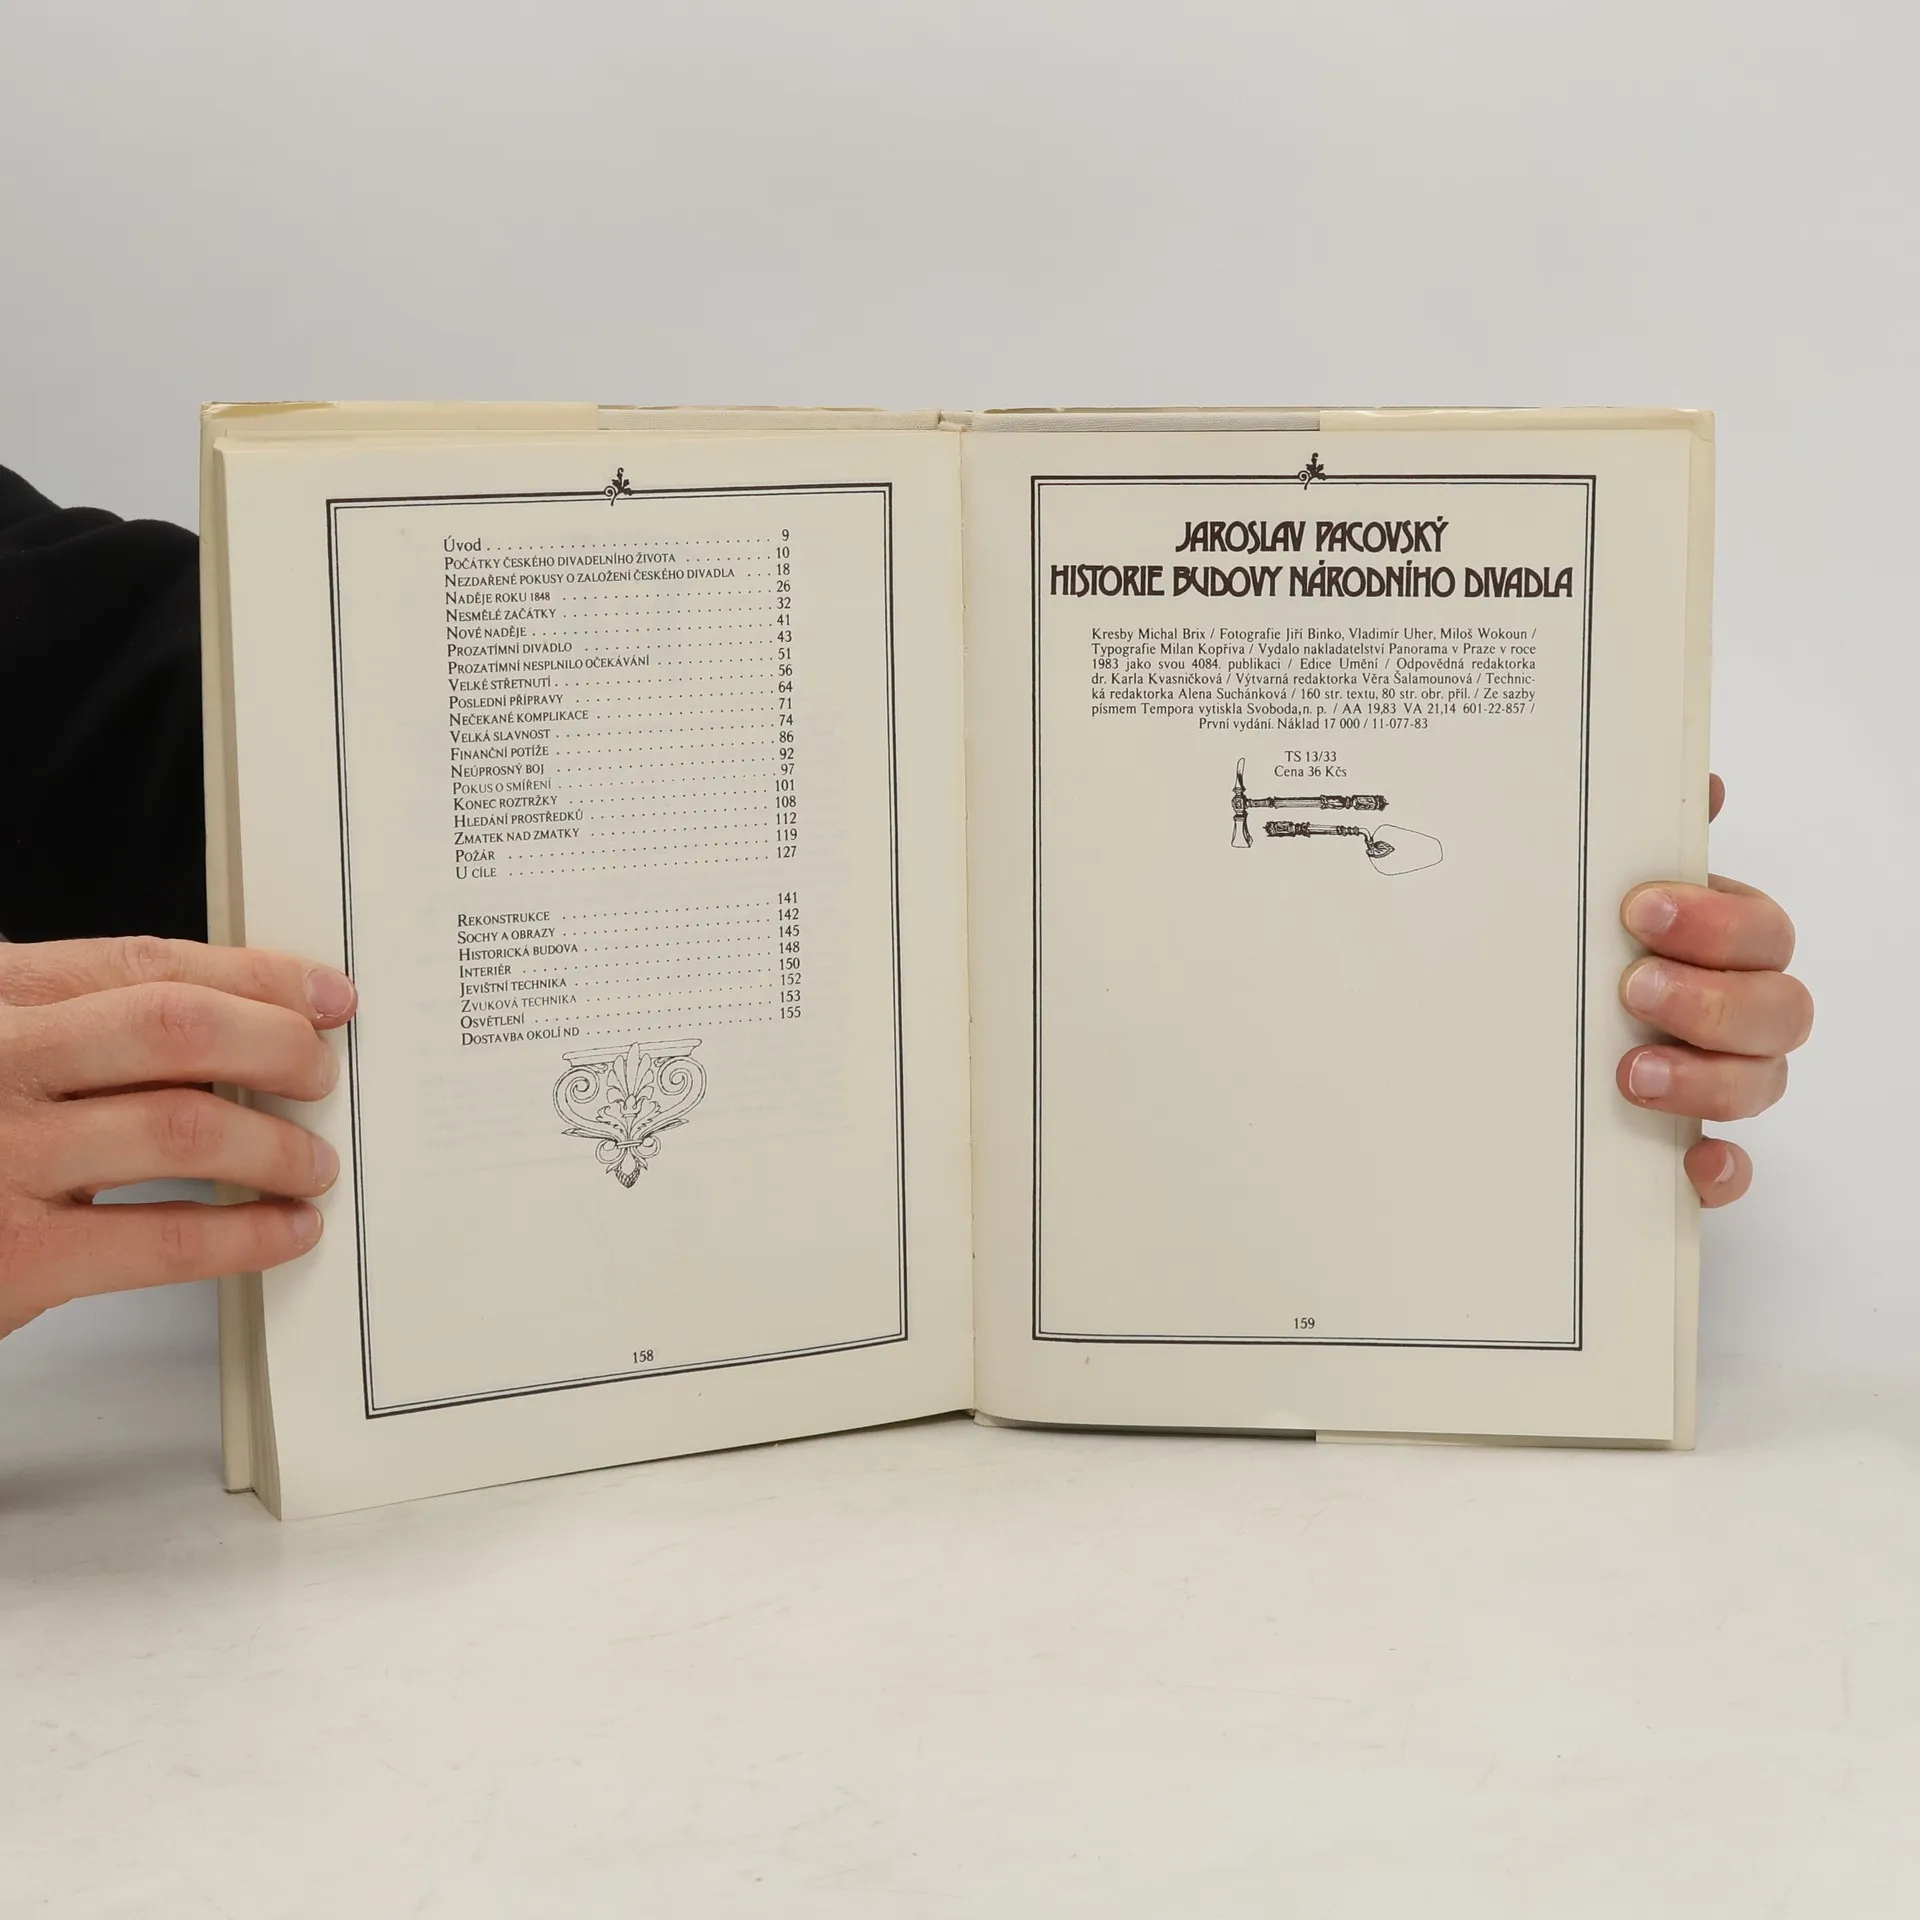 Úvod . . . . . . . . . . . . . . . . . . . . . . . . . . . . 9
Počátky českého divadelního života . . . . . . . . . 10
Nezdařené pokusy o založení českého divadla . . . 18
Naděje roku 1848 . . . . . . . . . . . . . . . . . . . . . 26
Nesmělé začátky . . . . . . . . . . . . . . . . . . . . . 32
Nové naděje . . . . . . . . . . . . . . . . . . . . . . . . 41
Prozatímní divadlo . . . . . . . . . . . . . . . . . . . 43
Prozatímní nesplnilo očekávání . . . . . . . . . . . 51
Velké střetnutí . . . . . . . . . . . . . . . . . . . . . . 56
Poslední přípravy . . . . . . . . . . . . . . . . . . . . 64
Nečekané komplikace . . . . . . . . . . . . . . . . . . 71
Velká slavnost . . . . . . . . . . . . . . . . . . . . . . 74
Finanční potíže . . . . . . . . . . . . . . . . . . . . . . 86
Neúprosný boj . . . . . . . . . . . . . . . . . . . . . . 92
Pokus o smíření . . . . . . . . . . . . . . . . . . . . . . 97
Konec roztržky . . . . . . . . . . . . . . . . . . . . . 101
Hledání prostředků . . . . . . . . . . . . . . . . . . . 108
Zmatek nad zmatky . . . . . . . . . . . . . . . . . . . 112
Požár . . . . . . . . . . . . . . . . . . . . . . . . . . 119
U cíle . . . . . . . . . . . . . . . . . . . . . . . . . . 127
Rekonstrukce . . . . . . . . . . . . . . . . . . . . . 141
Sochy a obrazy . . . . . . . . . . . . . . . . . . . . . 142
Historická budova . . . . . . . . . . . . . . . . . . . 145
Interiér . . . . . . . . . . . . . . . . . . . . . . . . . 148
Jevištní technika . . . . . . . . . . . . . . . . . . . . 150
Zvuková technika . . . . . . . . . . . . . . . . . . . 152
Osvětlení . . . . . . . . . . . . . . . . . . . . . . . . 153
Dostavba okolí ND . . . . . . . . . . . . . . . . . . . 155
158
JAROSLAV PACOVSKÝ
HISTORIE BUDOVY NÁRODNÍHO DIVADLA
Kresby Michal Brix / Fotografie Jiří Binko, Vladimír Uher, Miloš Wokoun /
Typografie Milan Kopřiva / Vydalo nakladatelství Panorama v Praze v roce
1983 jako svou 4084. publikaci / Edice Umění / Odpovědná redaktorka
dr. Karla Kvasničková / Výtvarná redaktorka Věra Šalamounová / Technic-
ká redaktorka Alena Suchánková / 160 str. textu, 80 str. obr. příl. / Ze sazby
písmem Tempora vytiskla Svoboda,n. p. / AA 19,83 VA 21,14 601-22-857 /
První vydání. Náklad 17 000 / 11-077-83
TS 13/33
Cena 36 Kčs
159